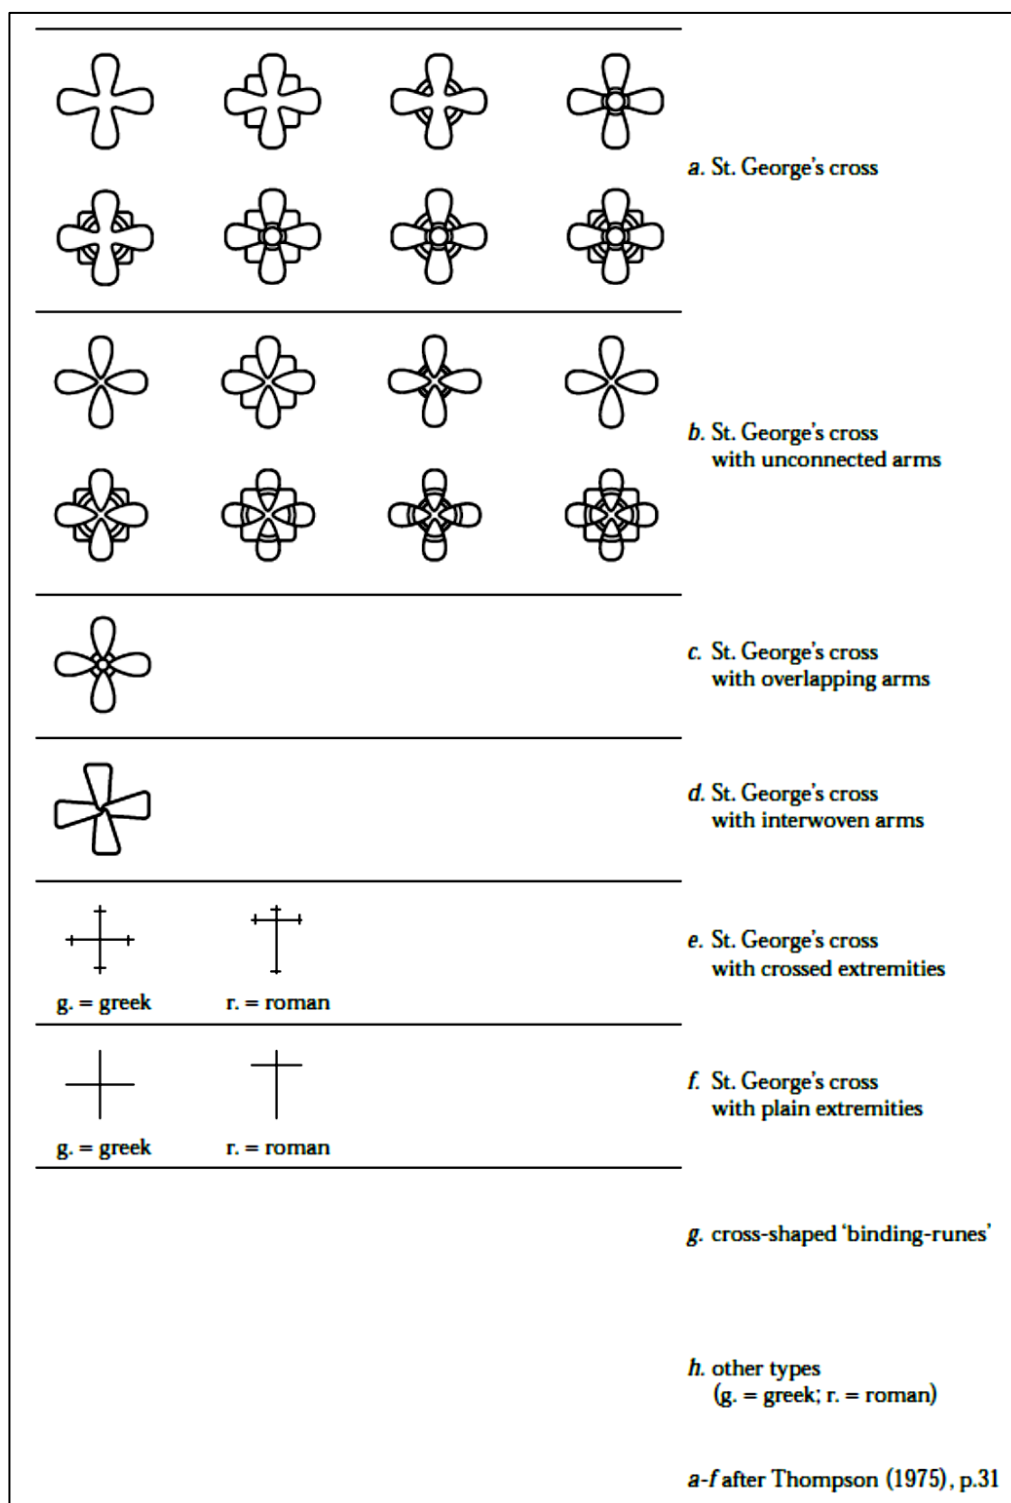 a. St. George's cross
b. St. George's cross
with unconnected arms
c. St. George's cross
with overlapping arms
d. St. George's cross
with interwoven arms
e. St. George's cross
with crossed extremities
g. = greek r. = roman
f. St. George's cross
with plain extremities
g. = greek r. = roman
g. cross-shaped ‘binding-runes’
h. other types
(g. = greek; r. = roman)
a-f after Thompson (1975), p.31